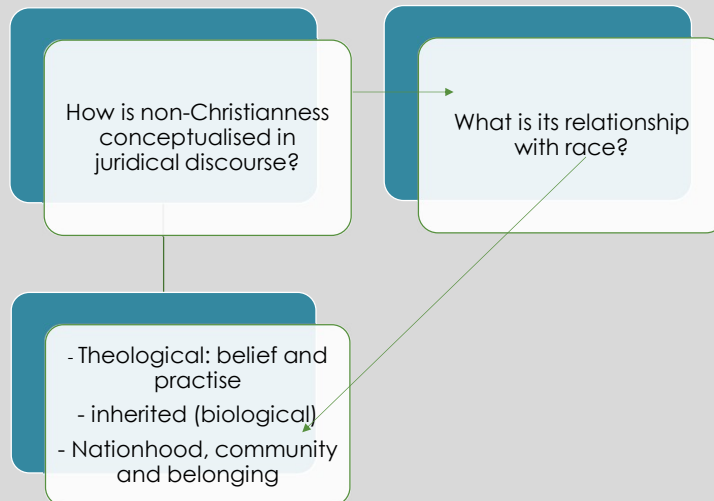 How is non-Christianness
conceptualised in
juridical discourse?
What is its relationship
with race?
- Theological: belief and
practise
- inherited (biological)
- Nationhood, community
and belonging